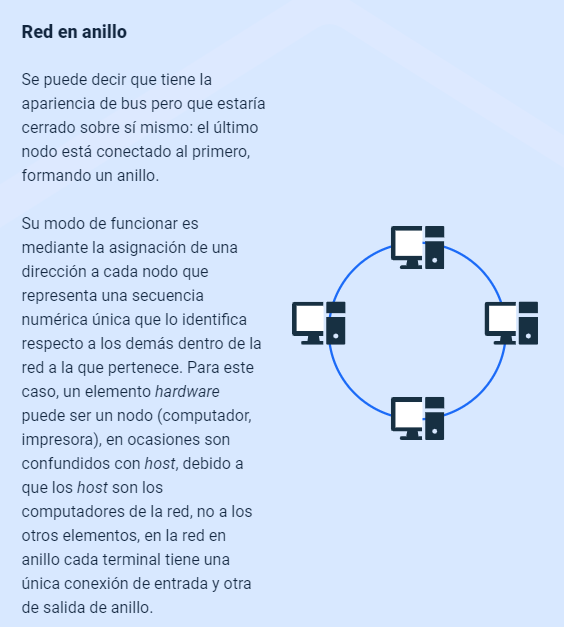 Red en anillo
Se puede decir que tiene la
apariencia de bus pero que estaría
cerrado sobre sí mismo: el último
nodo está conectado al primero,
formando un anillo.
Su modo de funcionar es
mediante la asignación de una
dirección a cada nodo que
representa una secuencia
numérica única que lo identifica
respecto a los demás dentro de la
red a la que pertenece. Para este
caso, un elemento hardware
puede ser un nodo (computador,
impresora), en ocasiones son
confundidos con host, debido a
que los host son los
computadores de la red, no a los
otros elementos, en la red en
anillo cada terminal tiene una
única conexión de entrada y otra
de salida de anillo.